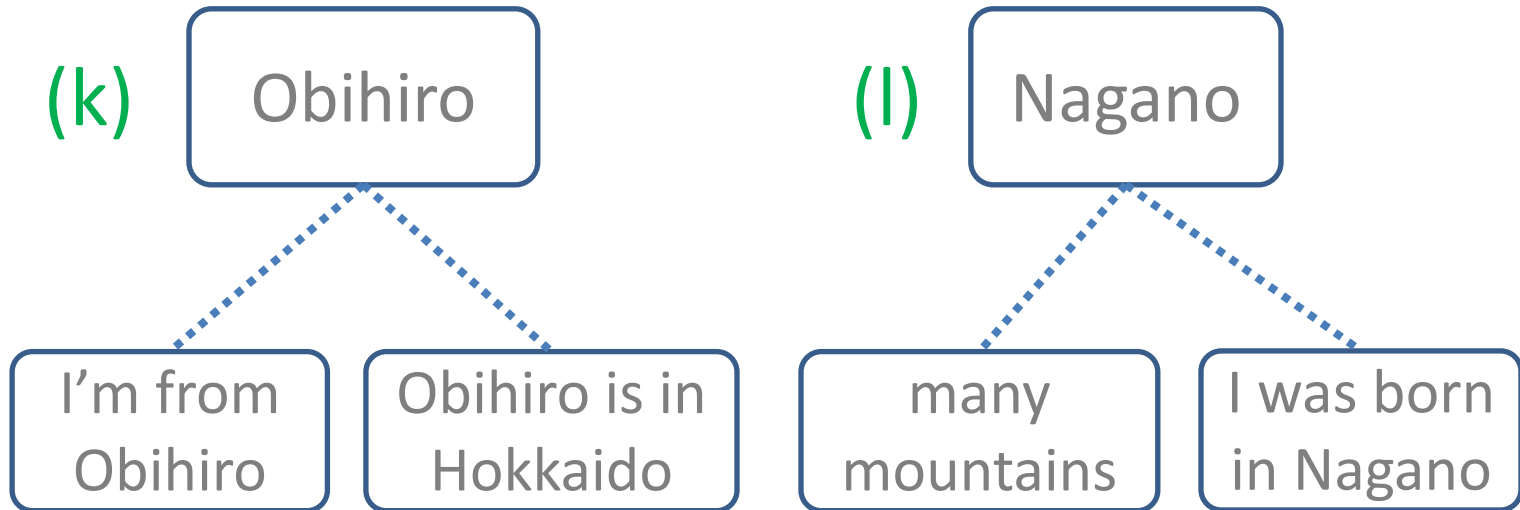 (k)
Obihiro
I'm from
Obihiro
Obihiro is in
Hokkaido
(l)
Nagano
many
mountains
I was born
in Nagano